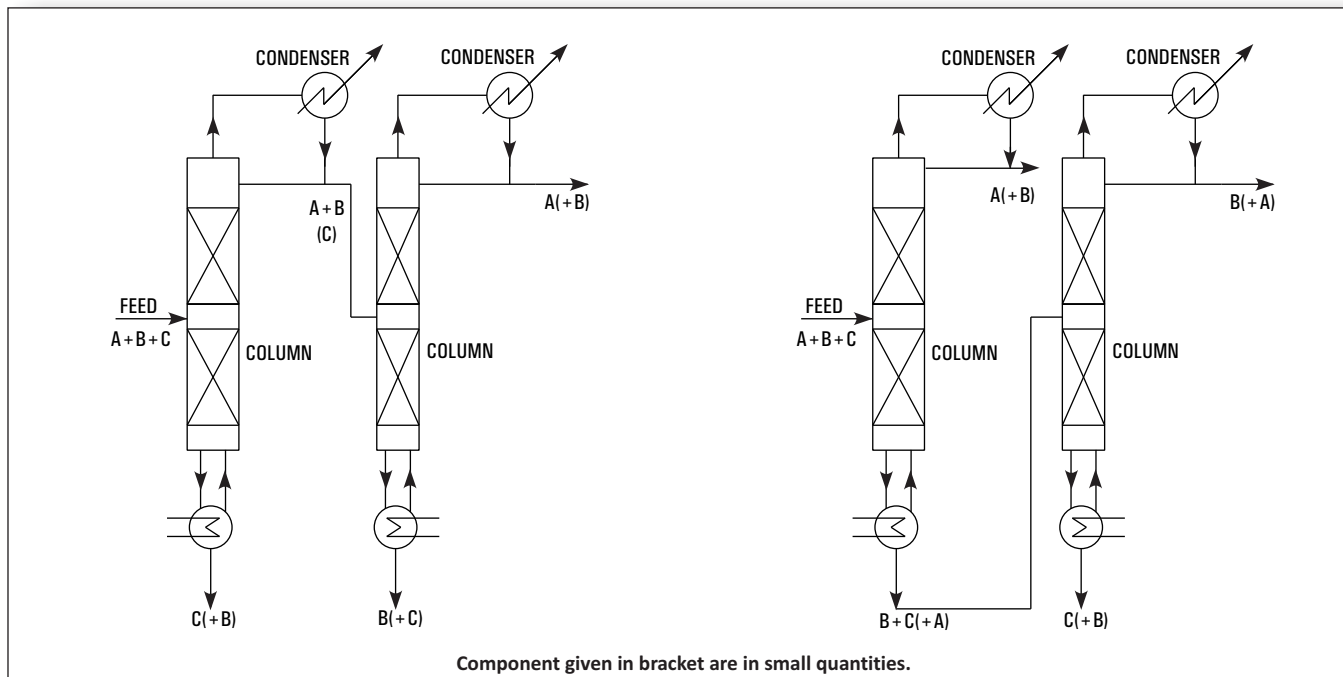 CONDENSER
CONDENSER
A+B
(C)
A(+B)
FEED
A+B+C
COLUMN
COLUMN
C(+B)
B(+C)
CONDENSER
CONDENSER
A(+B)
B(+A)
FEED
A+B+C
COLUMN
COLUMN
B+C(+A)
C(+B)
Component given in bracket are in small quantities.